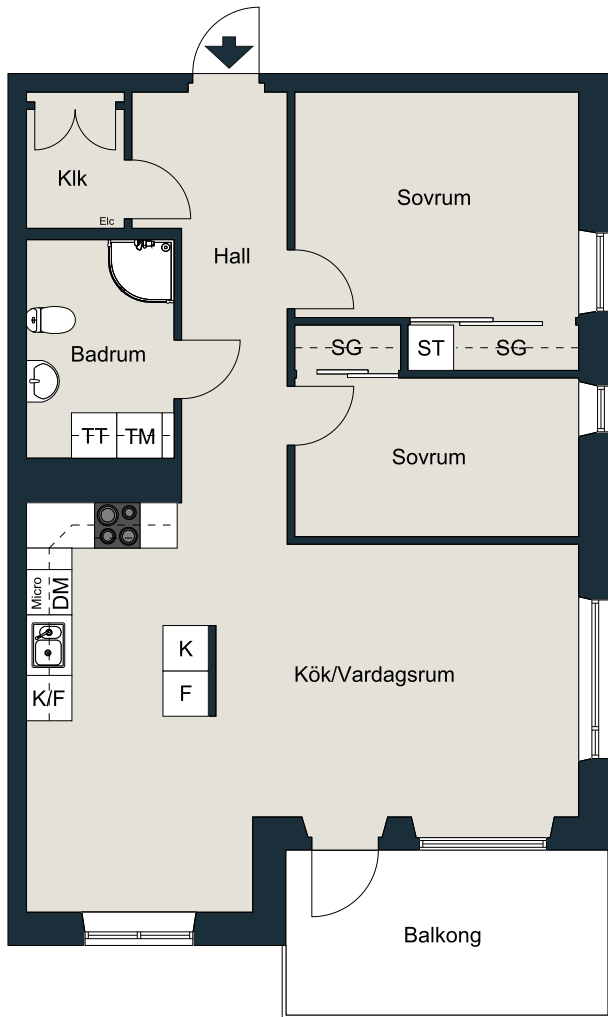 Klk
Elc
Sovrum
Hall
Badrum
SG
ST
SG
TT
TM
Sovrum
Micro
DM
K/F
K
F
Kök/Vardagsrum
Balkong